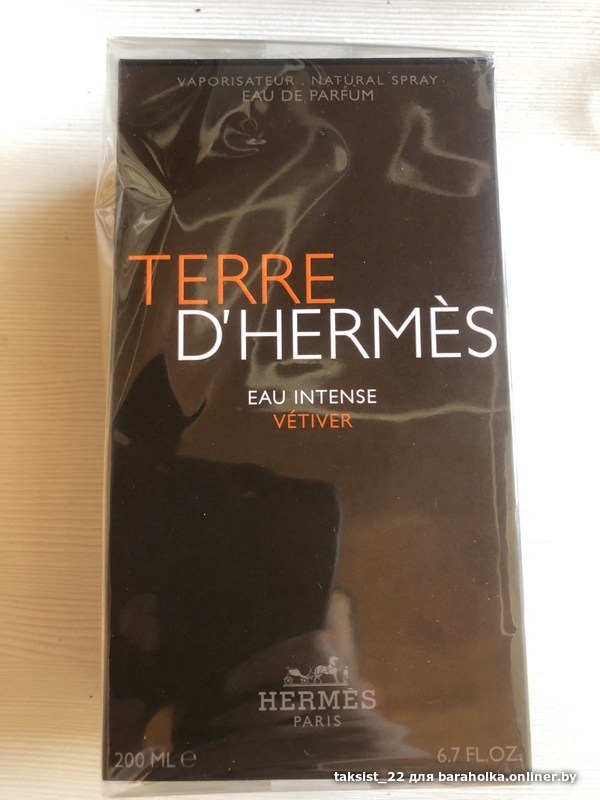 VAPORISATEUR . NATURAL SPRAY
EAU DE PARFUM
TERRE
D'HERMÈS
EAU INTENSE
VÉTIVER
HERMÈS
PARIS
200 ML ℮ 6.7 FL.OZ.
taksist_22 для baraholka.onliner.by